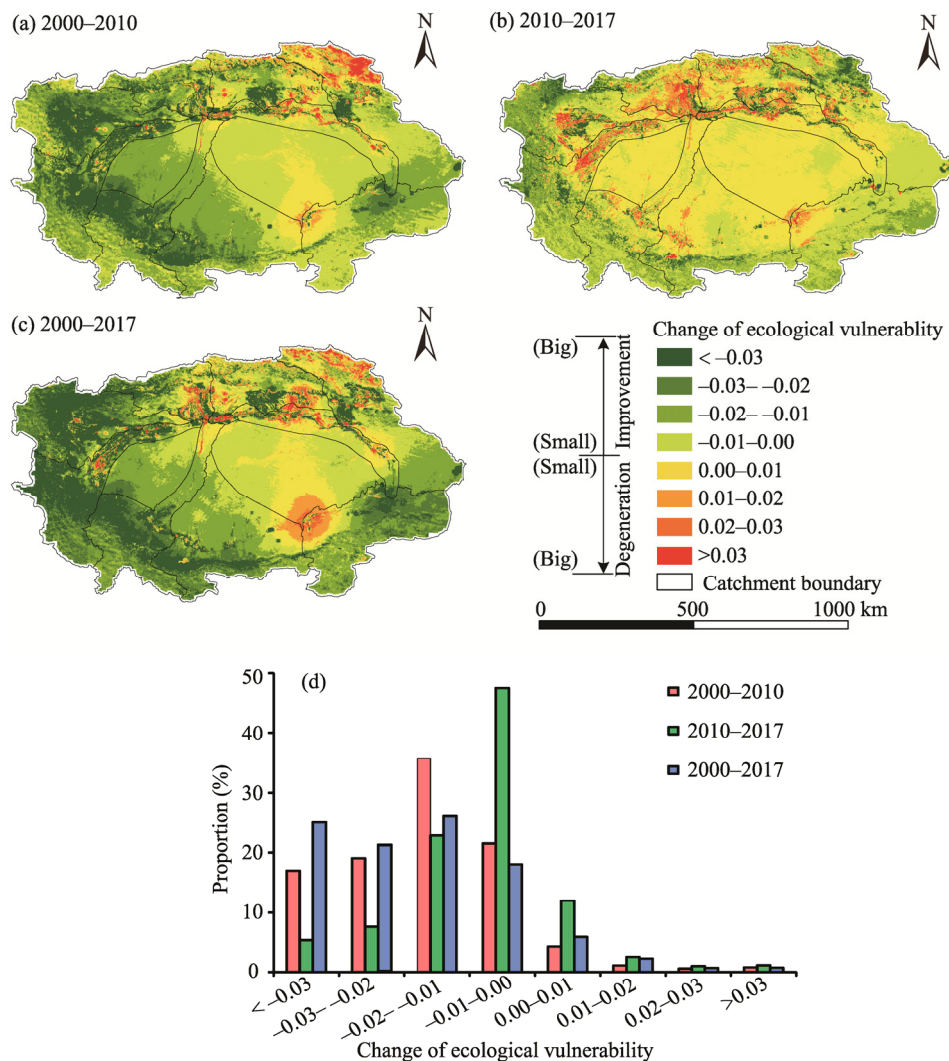 (a) 2000–2010
N
(b) 2010–2017
N
(c) 2000–2017
N
(Big)
(Small)
(Small)
(Big)
Improvement
Degeneration
Change of ecological vulnerablity
< –0.03
–0.03– –0.02
–0.02– –0.01
–0.01–0.00
0.00–0.01
0.01–0.02
0.02–0.03
>0.03
Catchment boundary
0 500 1000 km
(d)
2000–2010
2010–2017
2000–2017
Proportion (%)
50
40
30
20
10
0
< –0.03
–0.03– –0.02
–0.02– –0.01
–0.01–0.00
0.00–0.01
0.01–0.02
0.02–0.03
>0.03
Change of ecological vulnerability